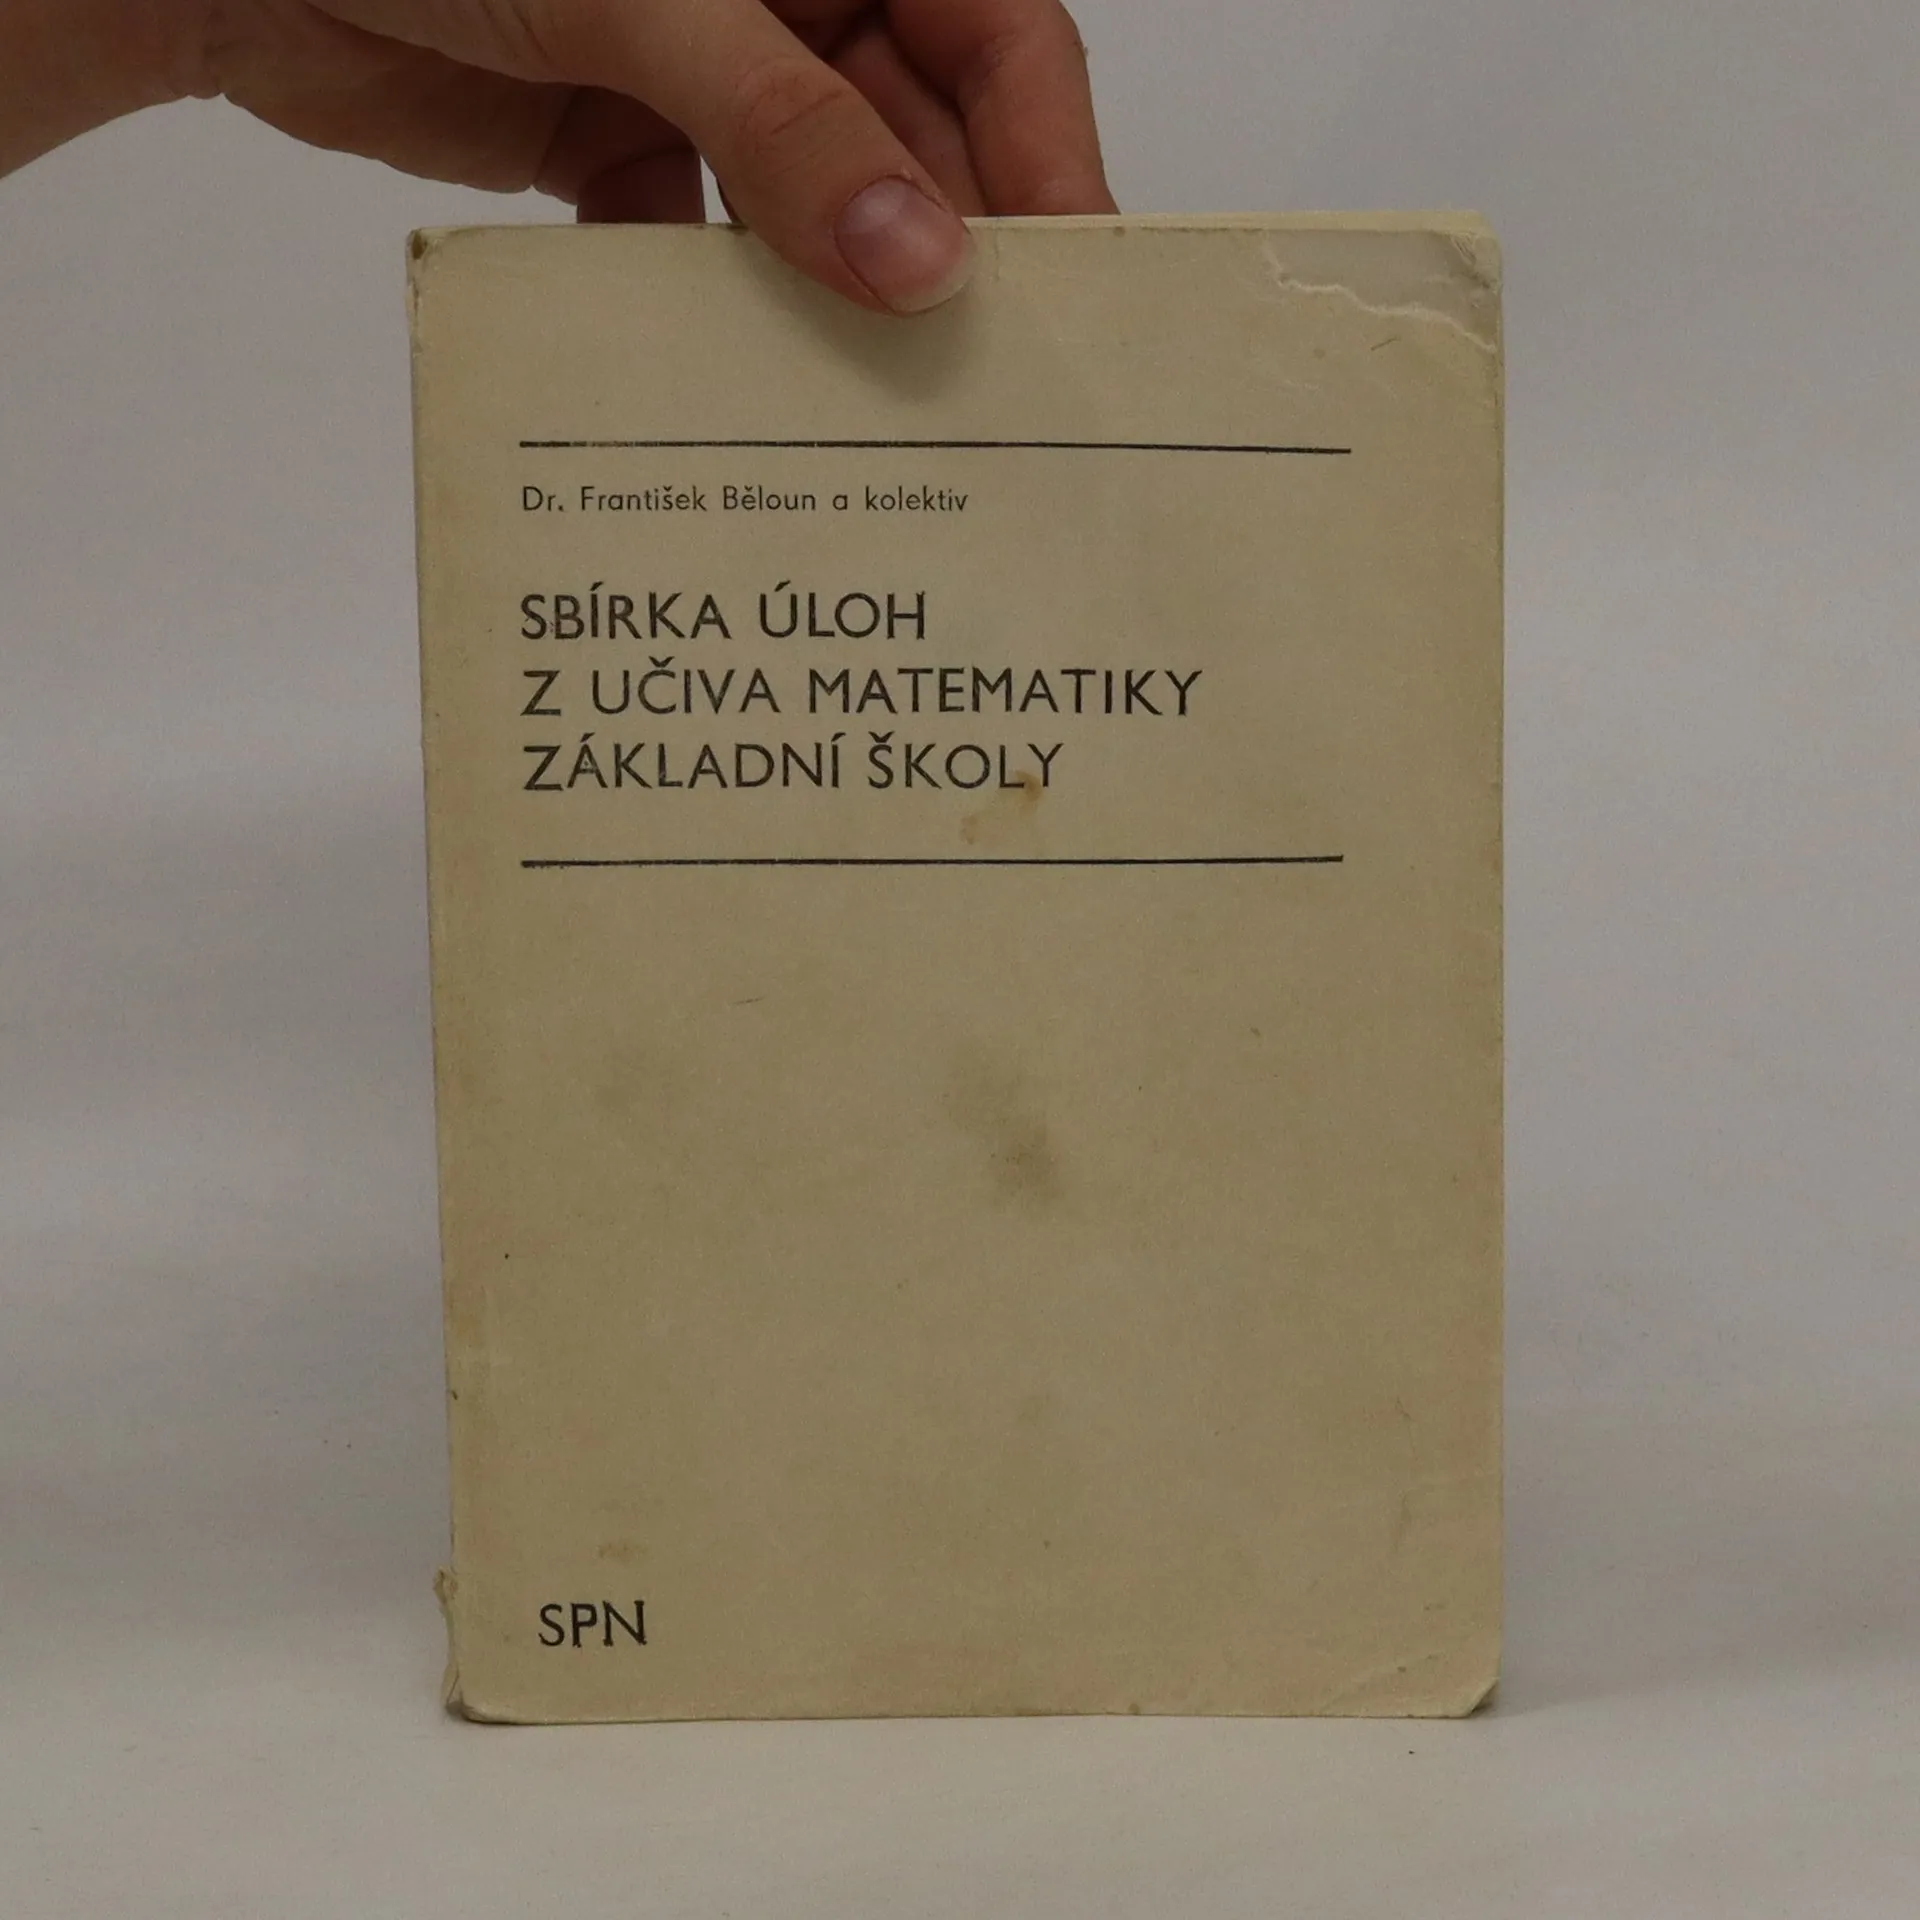 Dr. František Běloun a kolektiv
SBÍRKA ÚLOH
Z UČIVA MATEMATIKY
ZÁKLADNÍ ŠKOLY
SPN